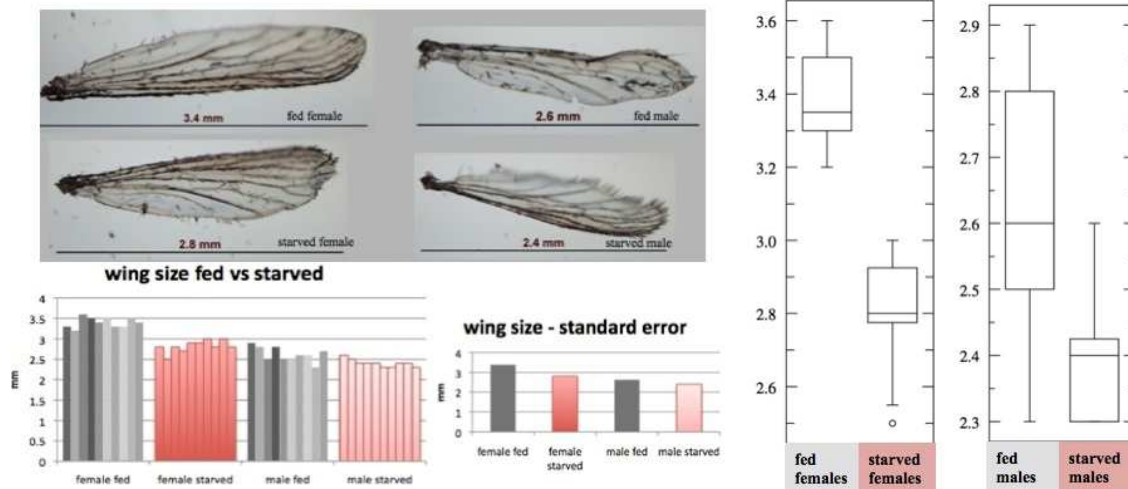 3.4 mm
fed female
2.6 mm
fed male
2.8 mm
starved female
2.4 mm
starved male
wing size fed vs starved
4
3.5
3
2.5
2
1.5
1
0.5
0
mm
female fed
female starved
male fed
male starved
wing size - standard error
4
3
2
1
0
mm
female fed
female
starved
male fed
male starved
3.6
3.4
3.2
3.0
2.8
2.6
fed
females
starved
females
2.9
2.8
2.7
2.6
2.5
2.4
2.3
fed
males
starved
males